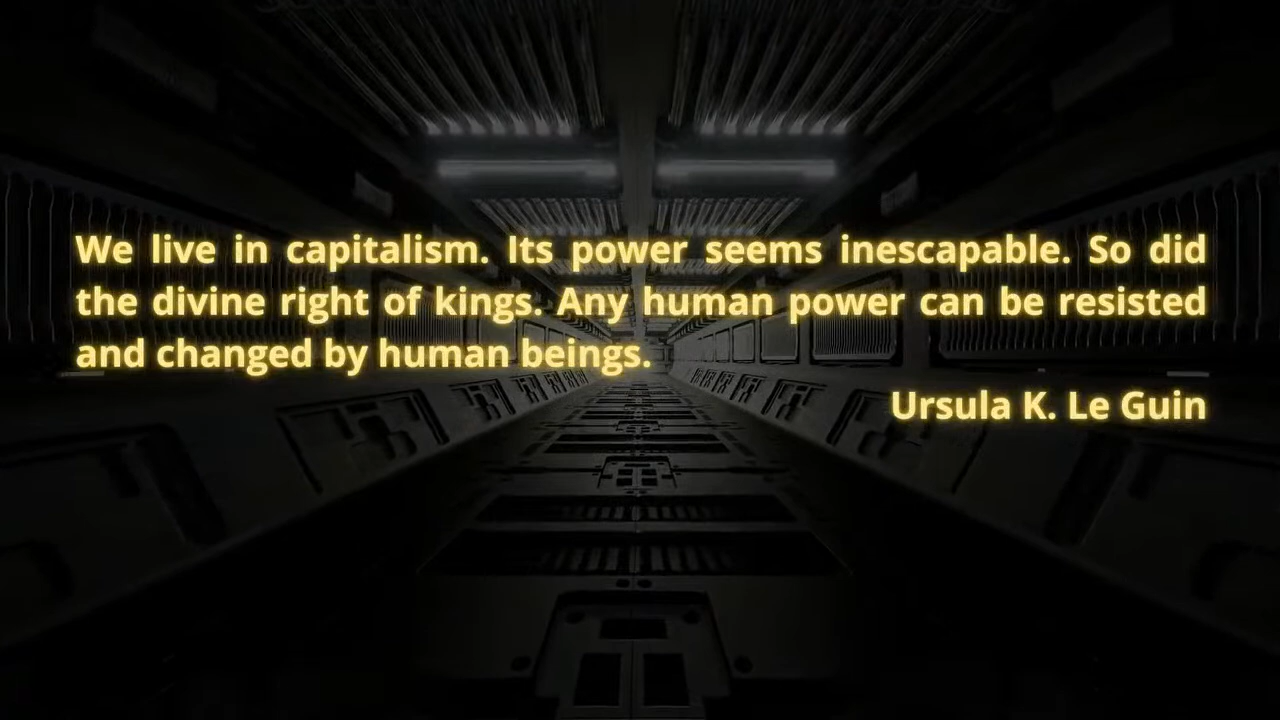 We live in capitalism. Its power seems inescapable. So did
the divine right of kings. Any human power can be resisted
and changed by human beings.
Ursula K. Le Guin